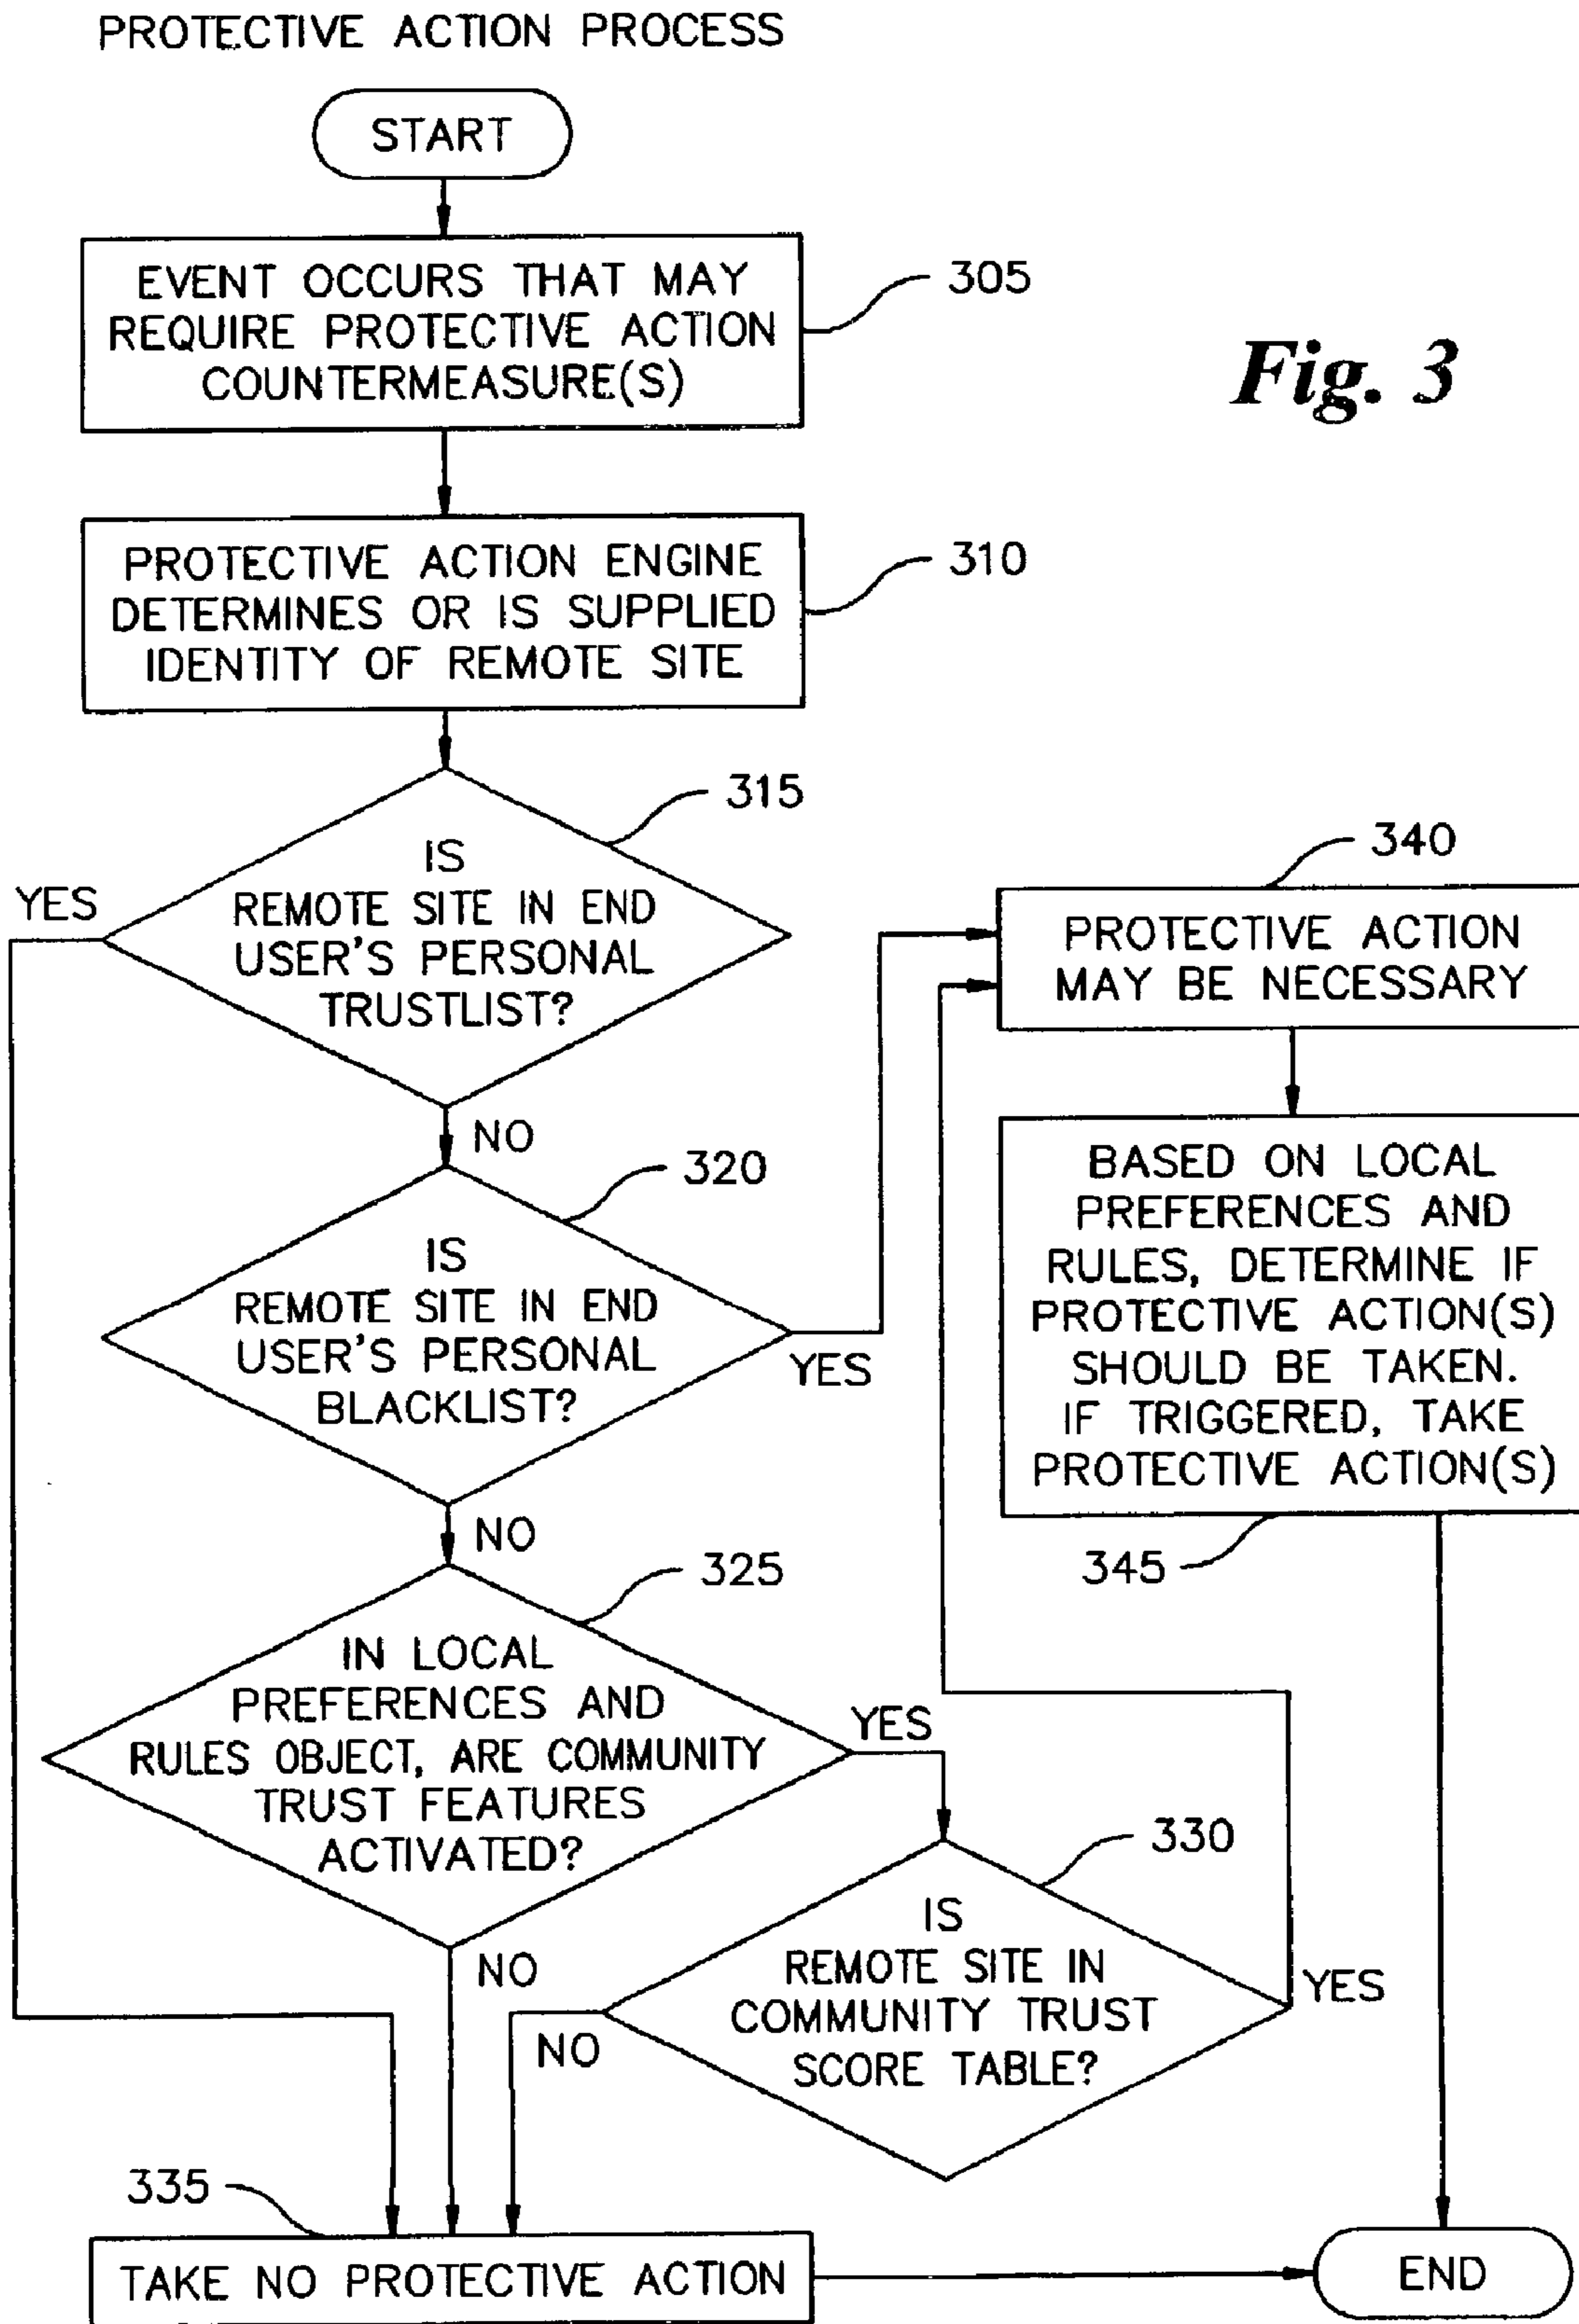 PROTECTIVE ACTION PROCESS
START
EVENT OCCURS THAT MAY
REQUIRE PROTECTIVE ACTION
COUNTERMEASURE(S)
305
Fig. 3
PROTECTIVE ACTION ENGINE
DETERMINES OR IS SUPPLIED
IDENTITY OF REMOTE SITE
310
315
IS
REMOTE SITE IN END
USER'S PERSONAL
TRUSTLIST?
YES
NO
340
PROTECTIVE ACTION
MAY BE NECESSARY
320
IS
REMOTE SITE IN END
USER'S PERSONAL
BLACKLIST?
YES
NO
BASED ON LOCAL
PREFERENCES AND
RULES, DETERMINE IF
PROTECTIVE ACTION(S)
SHOULD BE TAKEN.
IF TRIGGERED, TAKE
PROTECTIVE ACTION(S)
345
325
IN LOCAL
PREFERENCES AND
RULES OBJECT, ARE COMMUNITY
TRUST FEATURES
ACTIVATED?
YES
NO
330
IS
REMOTE SITE IN
COMMUNITY TRUST
SCORE TABLE?
YES
NO
335
TAKE NO PROTECTIVE ACTION
END